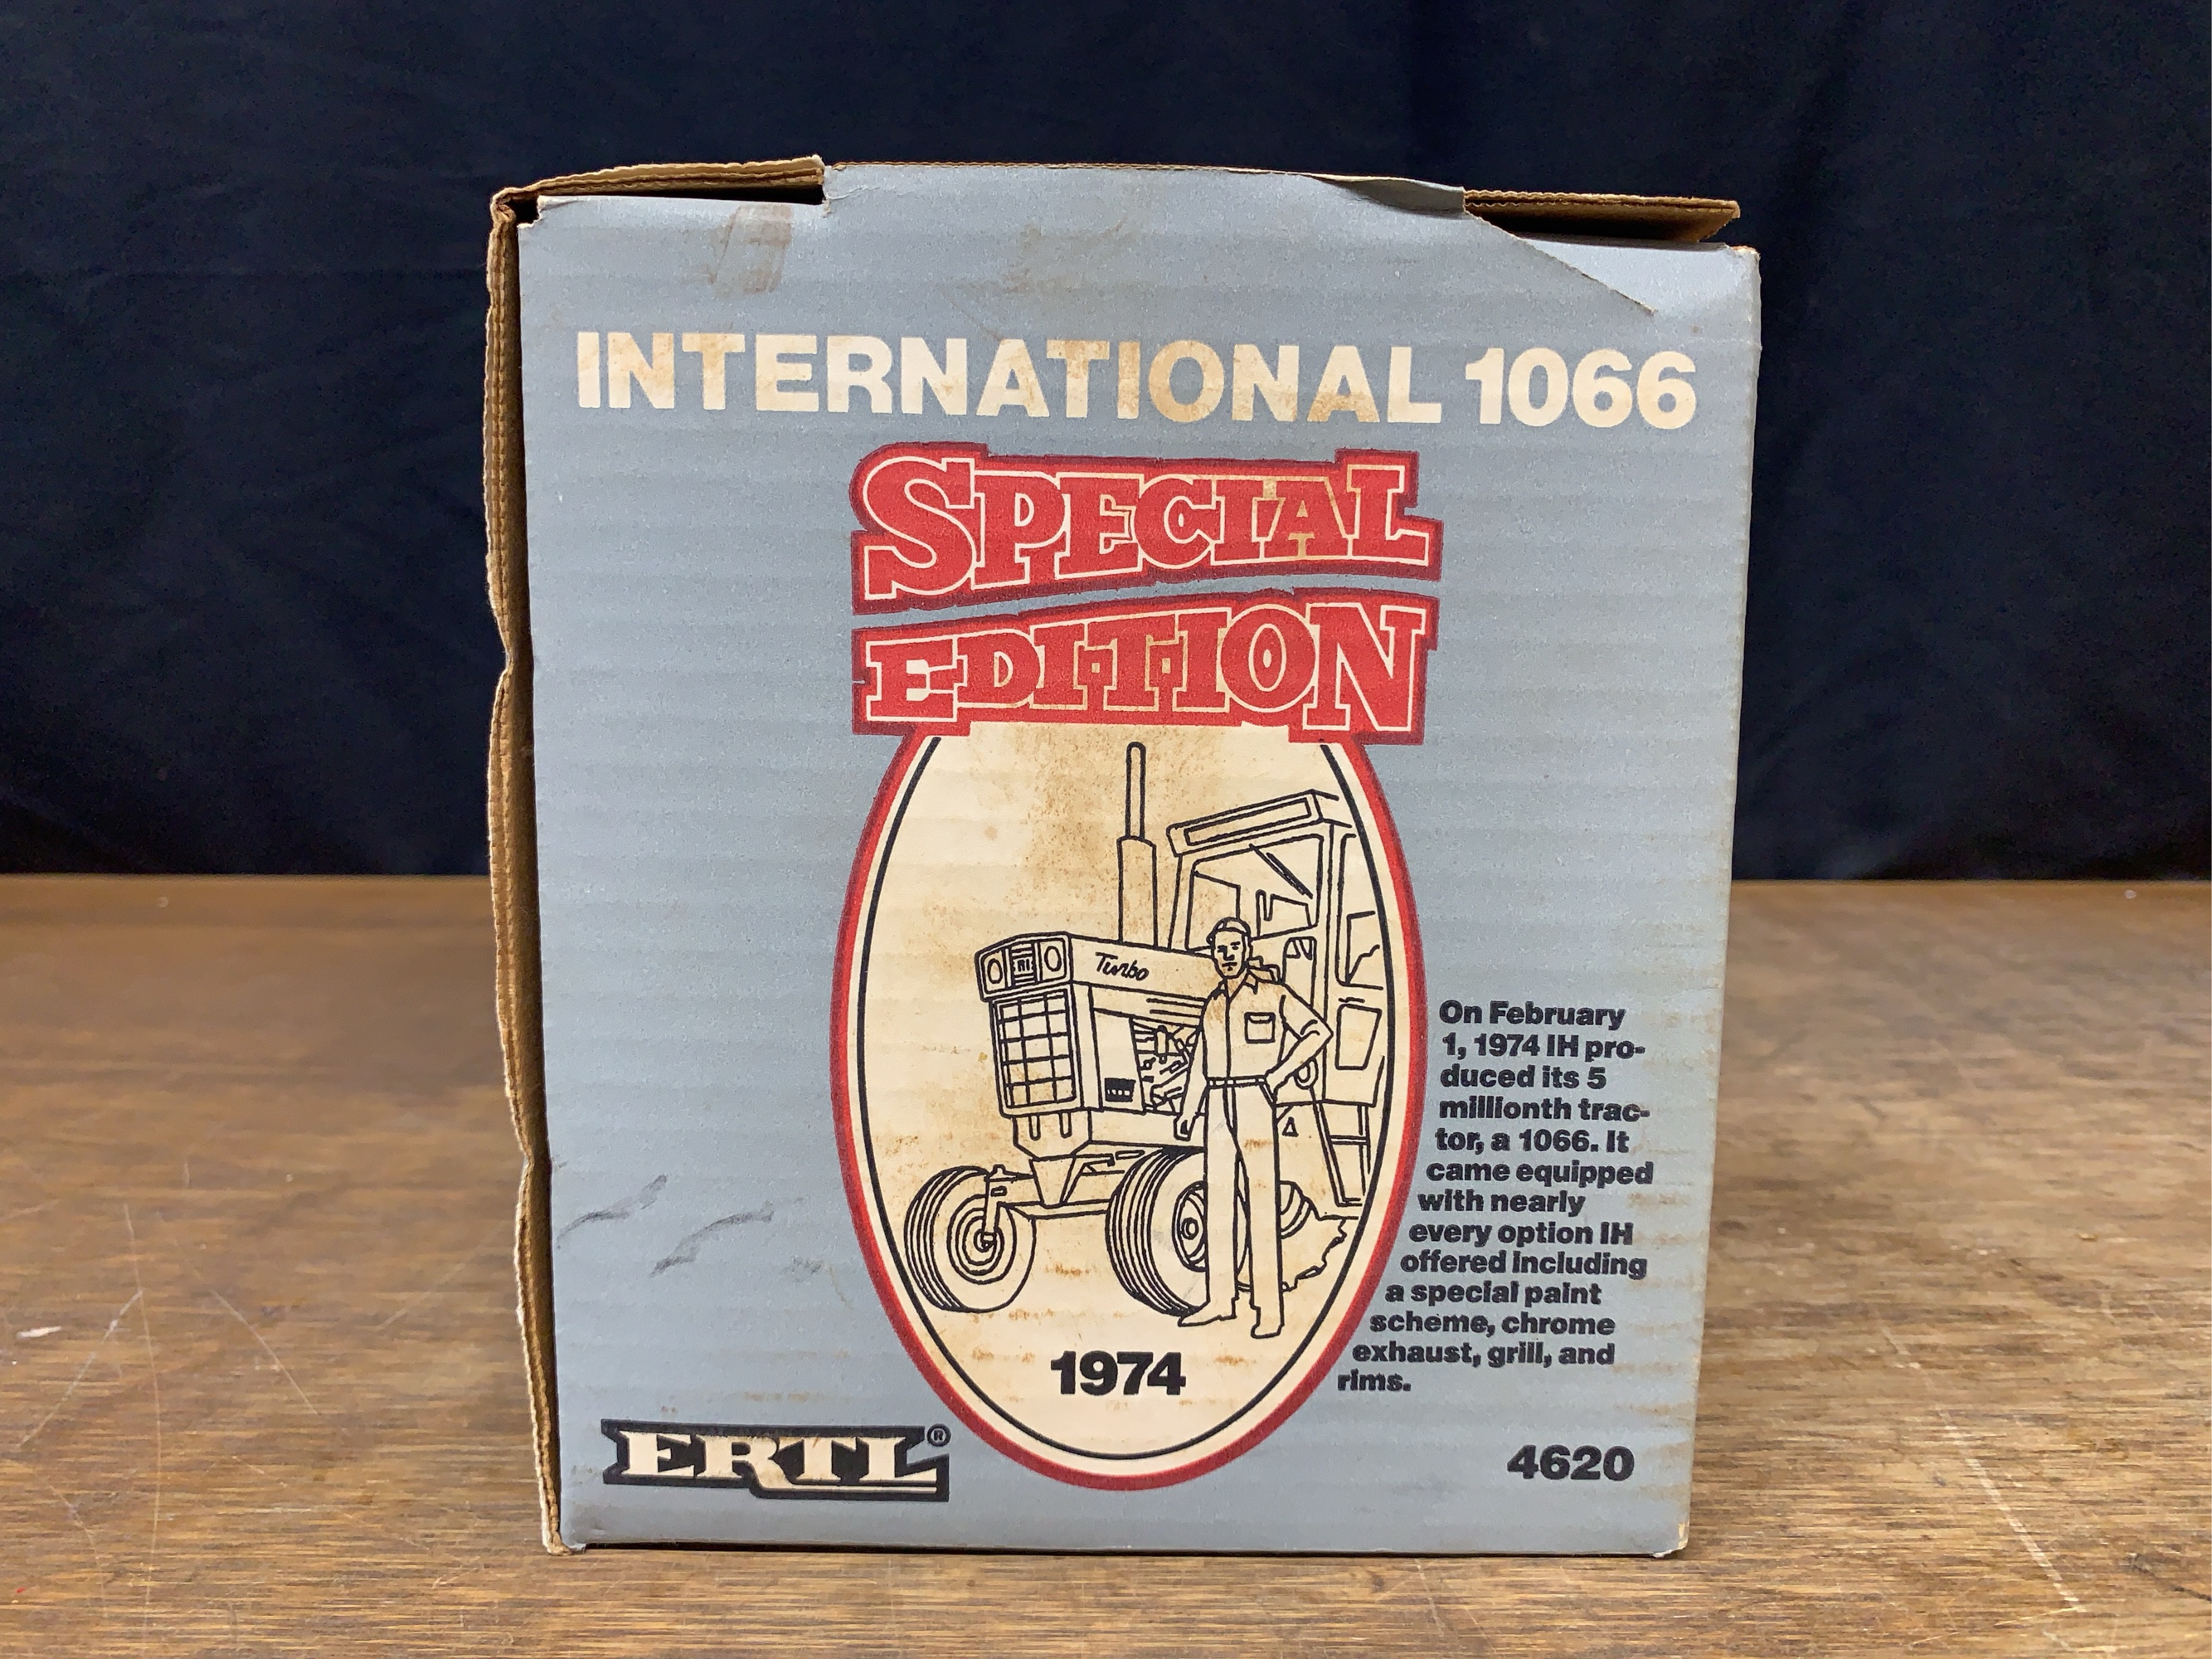 INTERNATIONAL 1066
SPECIAL
EDITION
Turbo
On February
1, 1974 IH pro-
duced its 5
millionth trac-
tor, a 1066. It
came equipped
with nearly
every option IH
offered including
a special paint
scheme, chrome
exhaust, grill, and
rims.
1974
ERTL®
4620